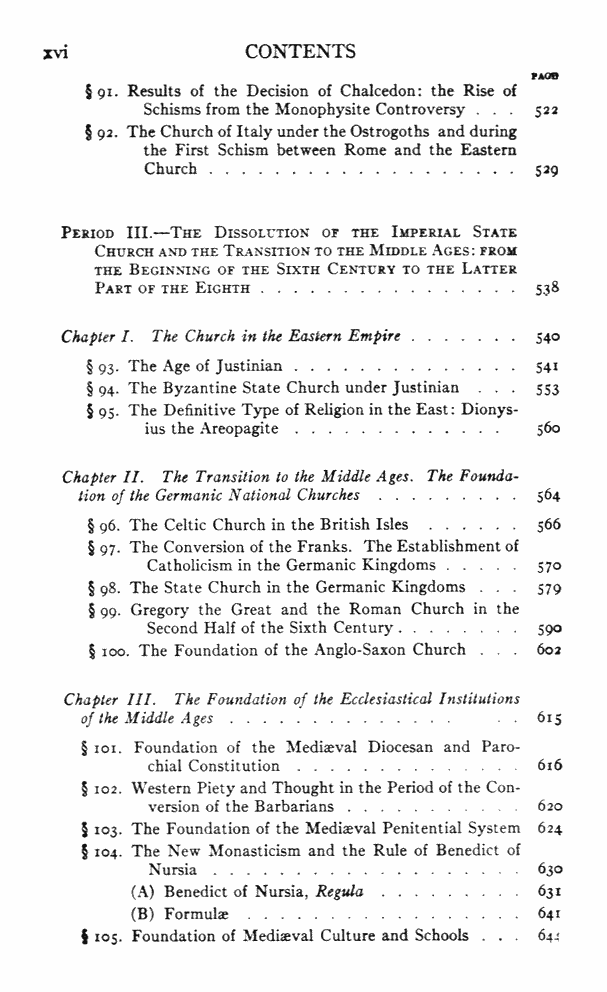 xvi CONTENTS
PAGE
§ 91. Results of the Decision of Chalcedon: the Rise of
Schisms from the Monophysite Controversy . . . 522
§ 92. The Church of Italy under the Ostrogoths and during
the First Schism between Rome and the Eastern
Church . . . . . . . . . . . . . . . . . . . 529
PERIOD III.—THE DISSOLUTION OF THE IMPERIAL STATE
CHURCH AND THE TRANSITION TO THE MIDDLE AGES: FROM
THE BEGINNING OF THE SIXTH CENTURY TO THE LATTER
PART OF THE EIGHTH . . . . . . . . . . . . . . . . 538
Chapter I. The Church in the Eastern Empire . . . . . . . 540
§ 93. The Age of Justinian . . . . . . . . . . . . . . 541
§ 94. The Byzantine State Church under Justinian . . . 553
§ 95. The Definitive Type of Religion in the East: Dionys-
ius the Areopagite . . . . . . . . . . . . . 560
Chapter II. The Transition to the Middle Ages. The Founda-
tion of the Germanic National Churches . . . . . . . . . 564
§ 96. The Celtic Church in the British Isles . . . . . . 566
§ 97. The Conversion of the Franks. The Establishment of
Catholicism in the Germanic Kingdoms . . . . . 570
§ 98. The State Church in the Germanic Kingdoms . . . 579
§ 99. Gregory the Great and the Roman Church in the
Second Half of the Sixth Century . . . . . . . . 590
§ 100. The Foundation of the Anglo-Saxon Church . . . 602
Chapter III. The Foundation of the Ecclesiastical Institutions
of the Middle Ages . . . . . . . . . . . . . . . . 615
§ 101. Foundation of the Mediæval Diocesan and Paro-
chial Constitution . . . . . . . . . . . . . . 616
§ 102. Western Piety and Thought in the Period of the Con-
version of the Barbarians . . . . . . . . . . . 620
§ 103. The Foundation of the Mediæval Penitential System 624
§ 104. The New Monasticism and the Rule of Benedict of
Nursia . . . . . . . . . . . . . . . . . . . 630
(A) Benedict of Nursia, Regula . . . . . . . . . 631
(B) Formulæ . . . . . . . . . . . . . . . . . 641
§ 105. Foundation of Mediæval Culture and Schools . . .